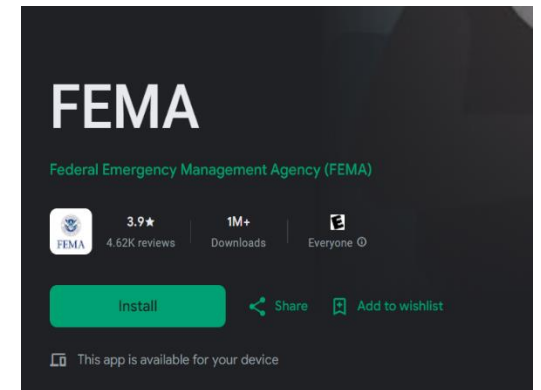 FEMA
Federal Emergency Management Agency (FEMA)
FEMA
3.9★
4.62K reviews
1M+
Downloads
E
Everyone
Install
Share
Add to wishlist
This app is available for your device